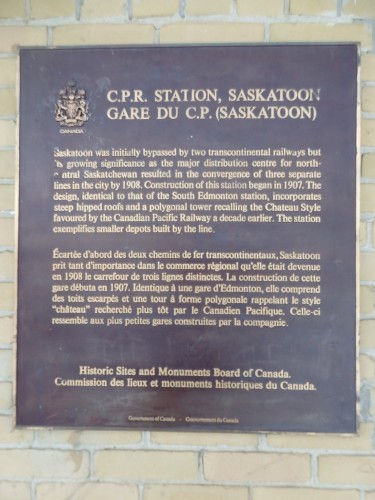 C.P.R. STATION, SASKATOON
GARE DU C.P. (SASKATOON)
CANADA
Saskatoon was initially bypassed by two transcontinental railways but
its growing significance as the major distribution centre for north-
central Saskatchewan resulted in the convergence of three separate
lines in the city by 1908. Construction of this station began in 1907. The
design, identical to that of the South Edmonton station, incorporates
steep hipped roofs and a polygonal tower recalling the Chateau Style
favoured by the Canadian Pacific Railway a decade earlier. The station
exemplifies smaller depots built by the line.
Écartée d'abord des deux chemins de fer transcontinentaux, Saskatoon
prit tant d'importance dans le commerce régional qu'elle était devenue
en 1908 le carrefour de trois lignes distinctes. La construction de cette
gare débuta en 1907. Identique à une gare d'Edmonton, elle comprend
des toits escarpés et une tour à forme polygonale rappelant le style
"château" recherché plus tôt par le Canadien Pacifique. Celle-ci
ressemble aux plus petites gares construites par la compagnie.
Historic Sites and Monuments Board of Canada.
Commission des lieux et monuments historiques du Canada.
Government of Canada - Gouvernement du Canada